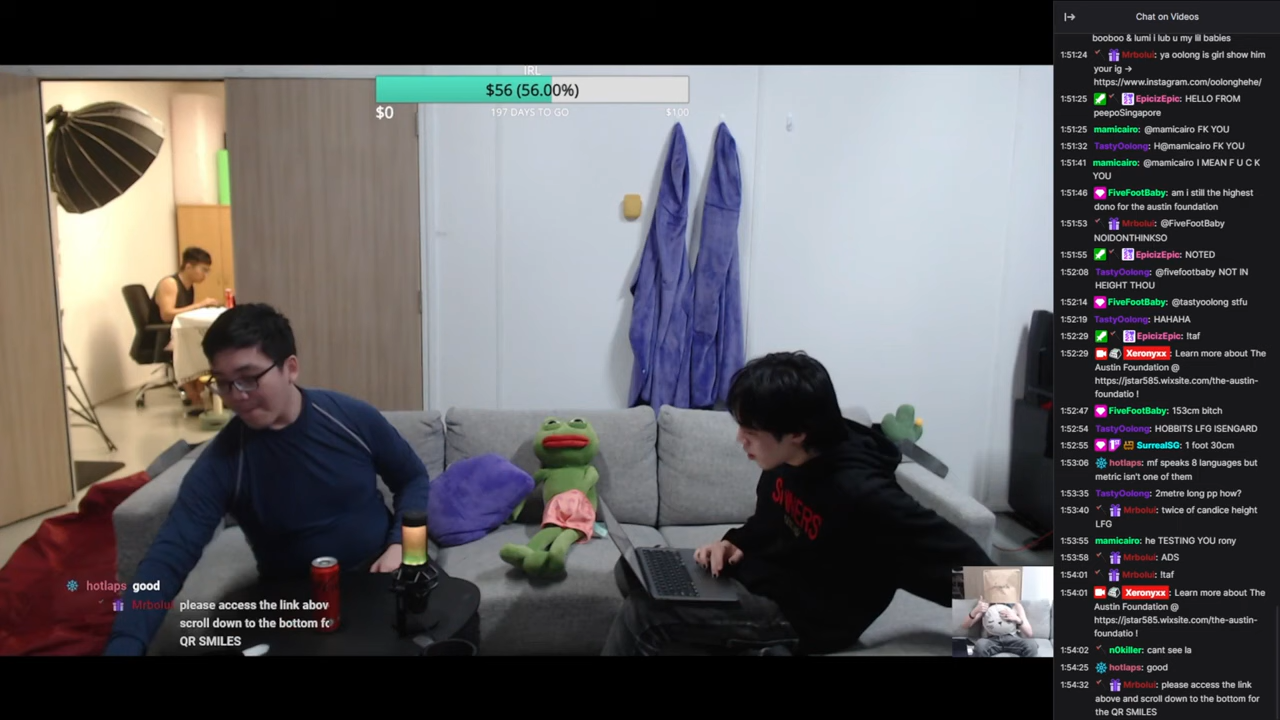 IRL
$56 (56.00%)
$0
197 DAYS TO GO
$100
SINNERS
hotlaps good
Mrbolui please access the link abov
scroll down to the bottom fo
QR SMILES
Chat on Videos
booboo & lumi i lub u my lil babies
1:51:24 Mrbolui: ya oolong is girl show him
your ig →
https://www.instagram.com/oolonghehe/
1:51:25 EpicizEpic: HELLO FROM
peepoSingapore
1:51:25 mamicairo: @mamicairo FK YOU
1:51:32 TastyOolong: H@mamicairo FK YOU
1:51:41 mamicairo: @mamicairo I MEAN F U C K
YOU
1:51:46 FiveFootBaby: am i still the highest
dono for the austin foundation
1:51:53 Mrbolui: @FiveFootBaby
NOIDONTHINKSO
1:51:55 EpicizEpic: NOTED
1:52:08 TastyOolong: @fivefootbaby NOT IN
HEIGHT THOU
1:52:14 FiveFootBaby: @tastyoolong stfu
1:52:19 TastyOolong: HAHAHA
1:52:29 EpicizEpic: !taf
1:52:29 Xeronyxx: Learn more about The
Austin Foundation @
https://jstar585.wixsite.com/the-austin-
foundatio !
1:52:47 FiveFootBaby: 153cm bitch
1:52:54 TastyOolong: HOBBITS LFG ISENGARD
1:52:55 SurrealSG: 1 foot 30cm
1:53:06 hotlaps: mf speaks 8 languages but
metric isn't one of them
1:53:35 TastyOolong: 2metre long pp how?
1:53:40 Mrbolui: twice of candice height
LFG
1:53:55 mamicairo: he TESTING YOU rony
1:53:58 Mrbolui: ADS
1:54:01 Mrbolui: !taf
1:54:01 Xeronyxx: Learn more about The
Austin Foundation @
https://jstar585.wixsite.com/the-austin-
foundatio !
1:54:02 n0killer: cant see la
1:54:25 hotlaps: good
1:54:32 Mrbolui: please access the link
above and scroll down to the bottom for
the QR SMILES